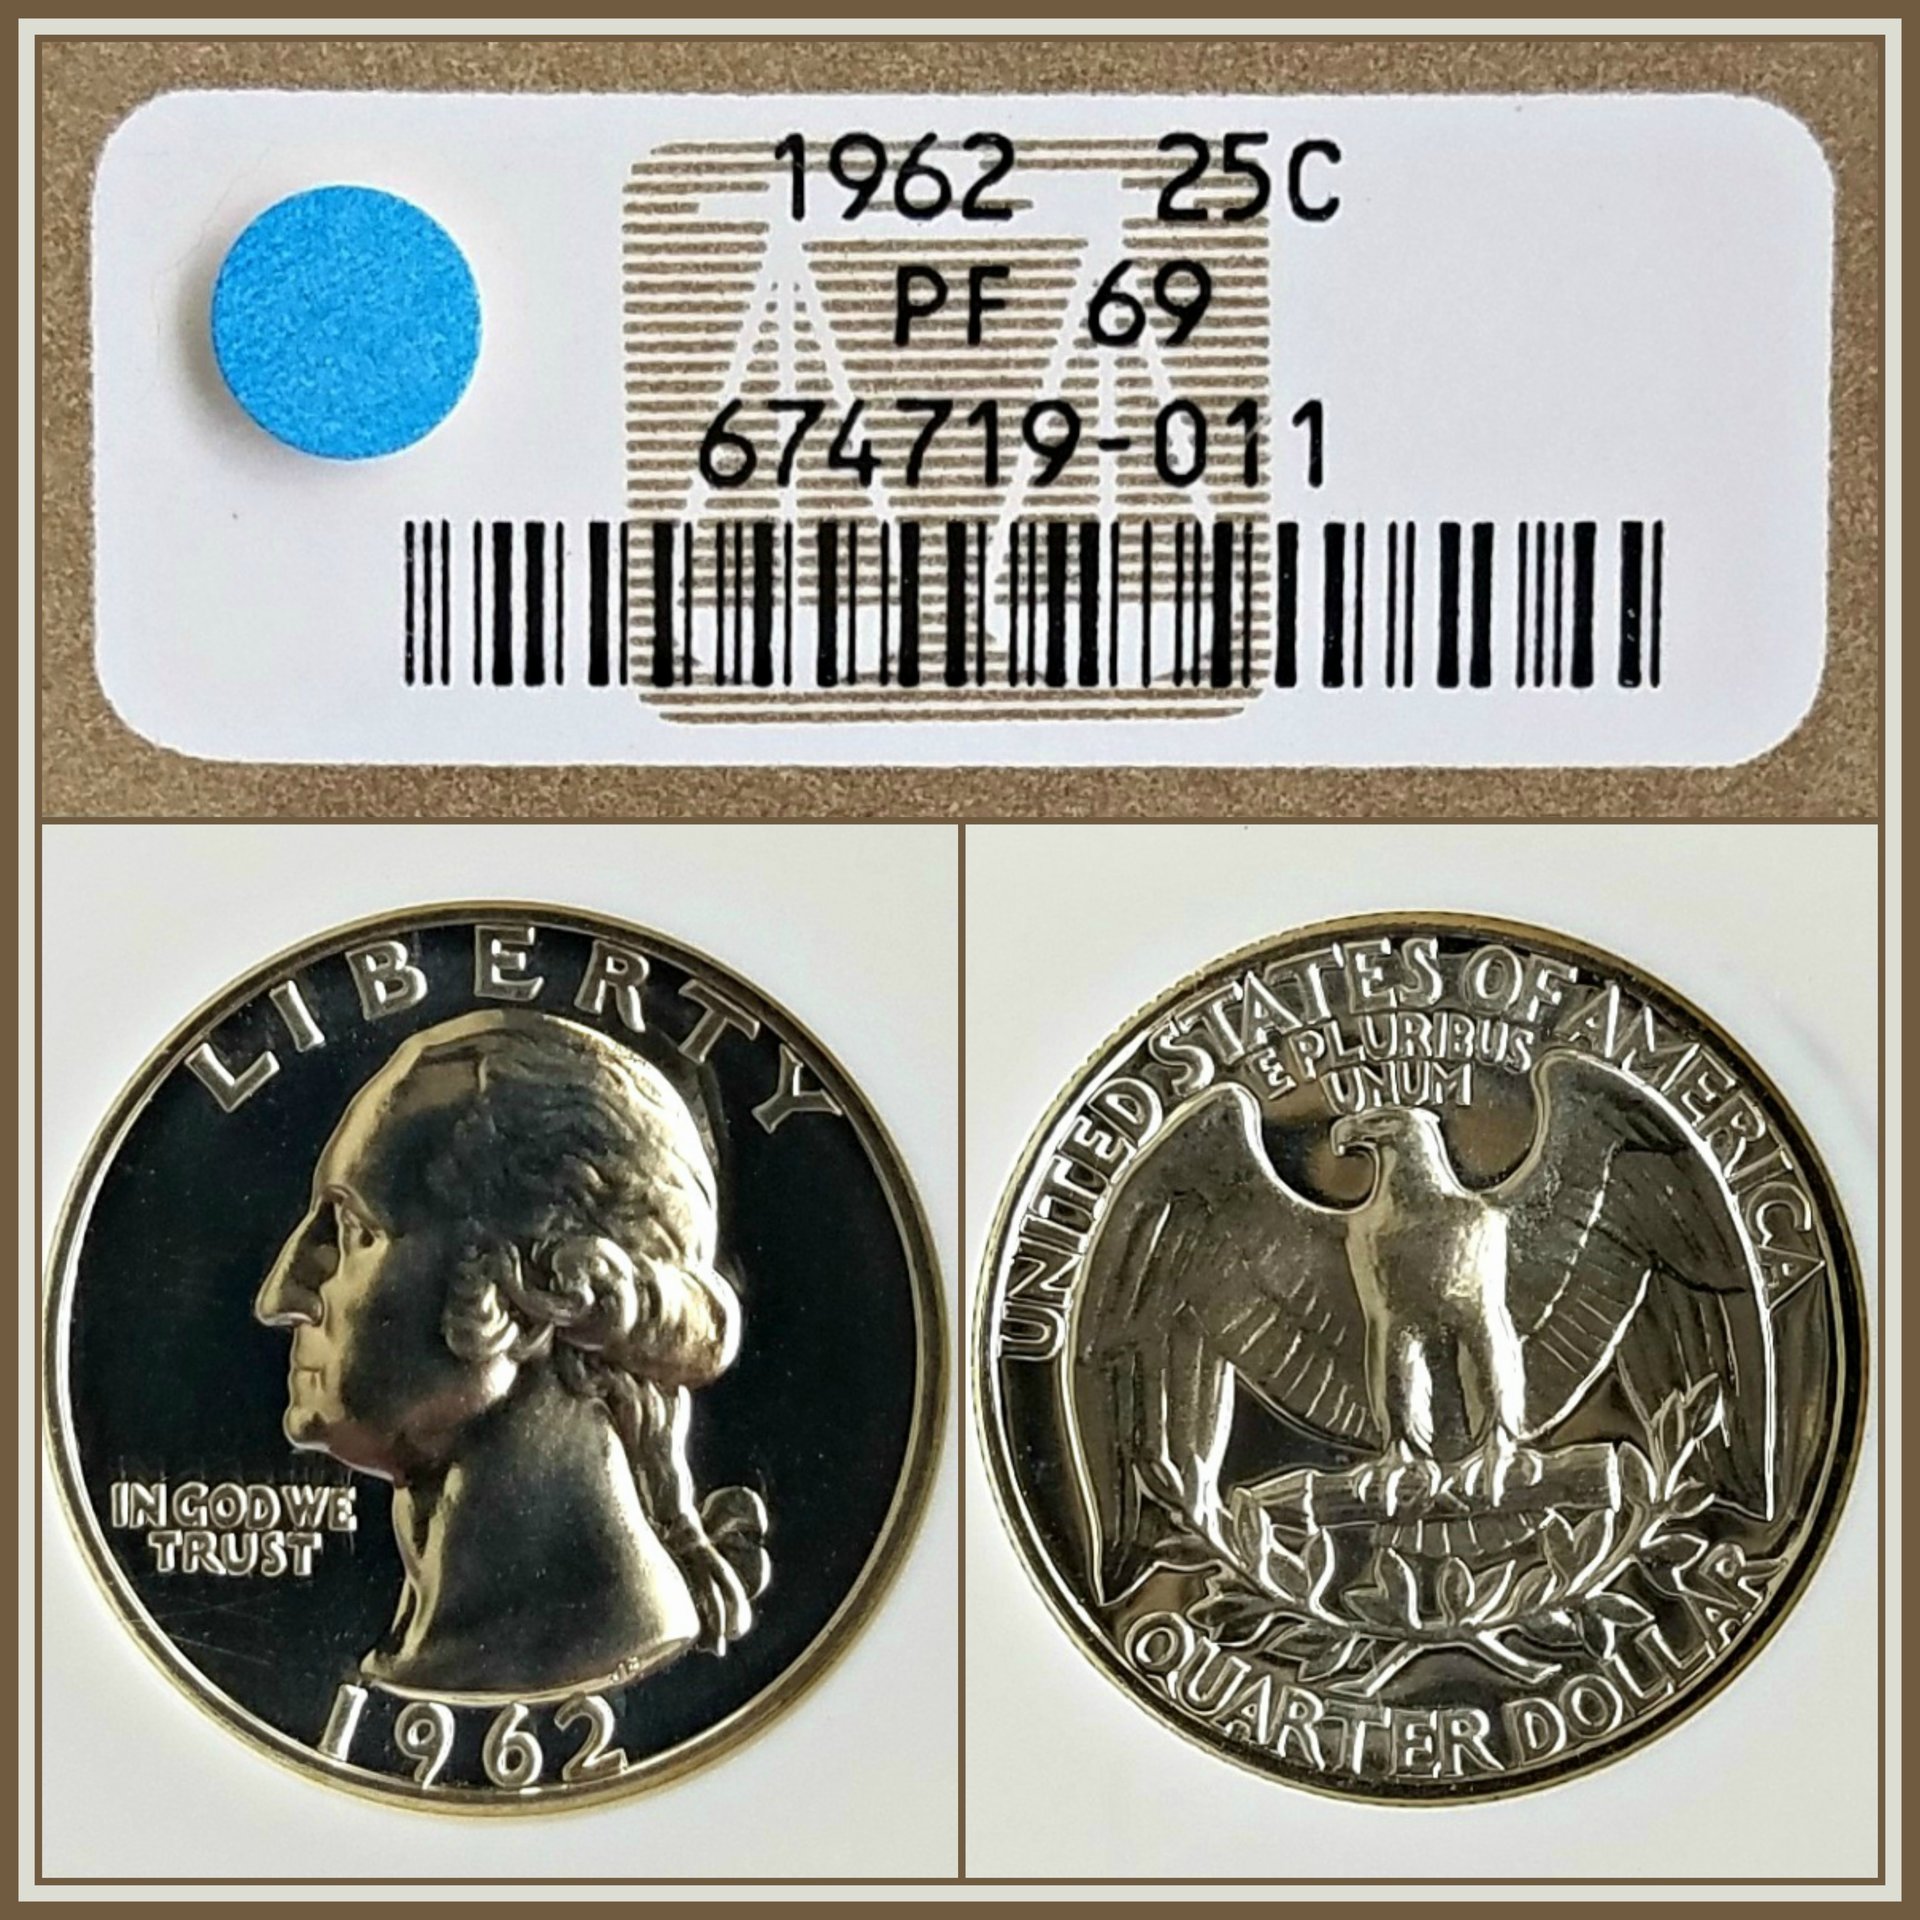 1962 25C
PF 69
674719-011
LIBERTY
IN GOD WE
TRUST
JF
1962
UNITED STATES OF AMERICA
E PLURIBUS
UNUM
QUARTER DOLLAR